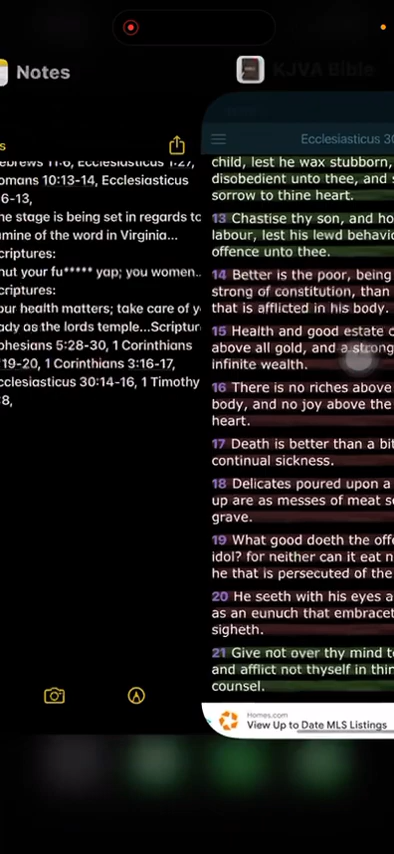 Notes
KJVA Bible
s
Ecclesiasticus 30
ebrews 11-6, Ecclesiasticus 1:27,
omans 10:13-14, Ecclesiasticus
6-13,
he stage is being set in regards to
amine of the word in Virginia...
criptures:
hut your fu***** yap; you women..
criptures:
our health matters; take care of y
ady as the lords temple...Scriptur
phesians 5:28-30, 1 Corinthians
19-20, 1 Corinthians 3:16-17,
cclesiasticus 30:14-16, 1 Timothy
:8,
child, lest he wax stubborn,
disobedient unto thee, and s
sorrow to thine heart.
13 Chastise thy son, and ho
labour, lest his lewd behavio
offence unto thee.
14 Better is the poor, being
strong of constitution, than
that is afflicted in his body.
15 Health and good estate o
above all gold, and a strong
infinite wealth.
16 There is no riches above
body, and no joy above the
heart.
17 Death is better than a bit
continual sickness.
18 Delicates poured upon a
up are as messes of meat se
grave.
19 What good doeth the offe
idol? for neither can it eat n
he that is persecuted of the
20 He seeth with his eyes a
as an eunuch that embracet
sigheth.
21 Give not over thy mind t
and afflict not thyself in thin
counsel.
Homes.com
View Up to Date MLS Listings